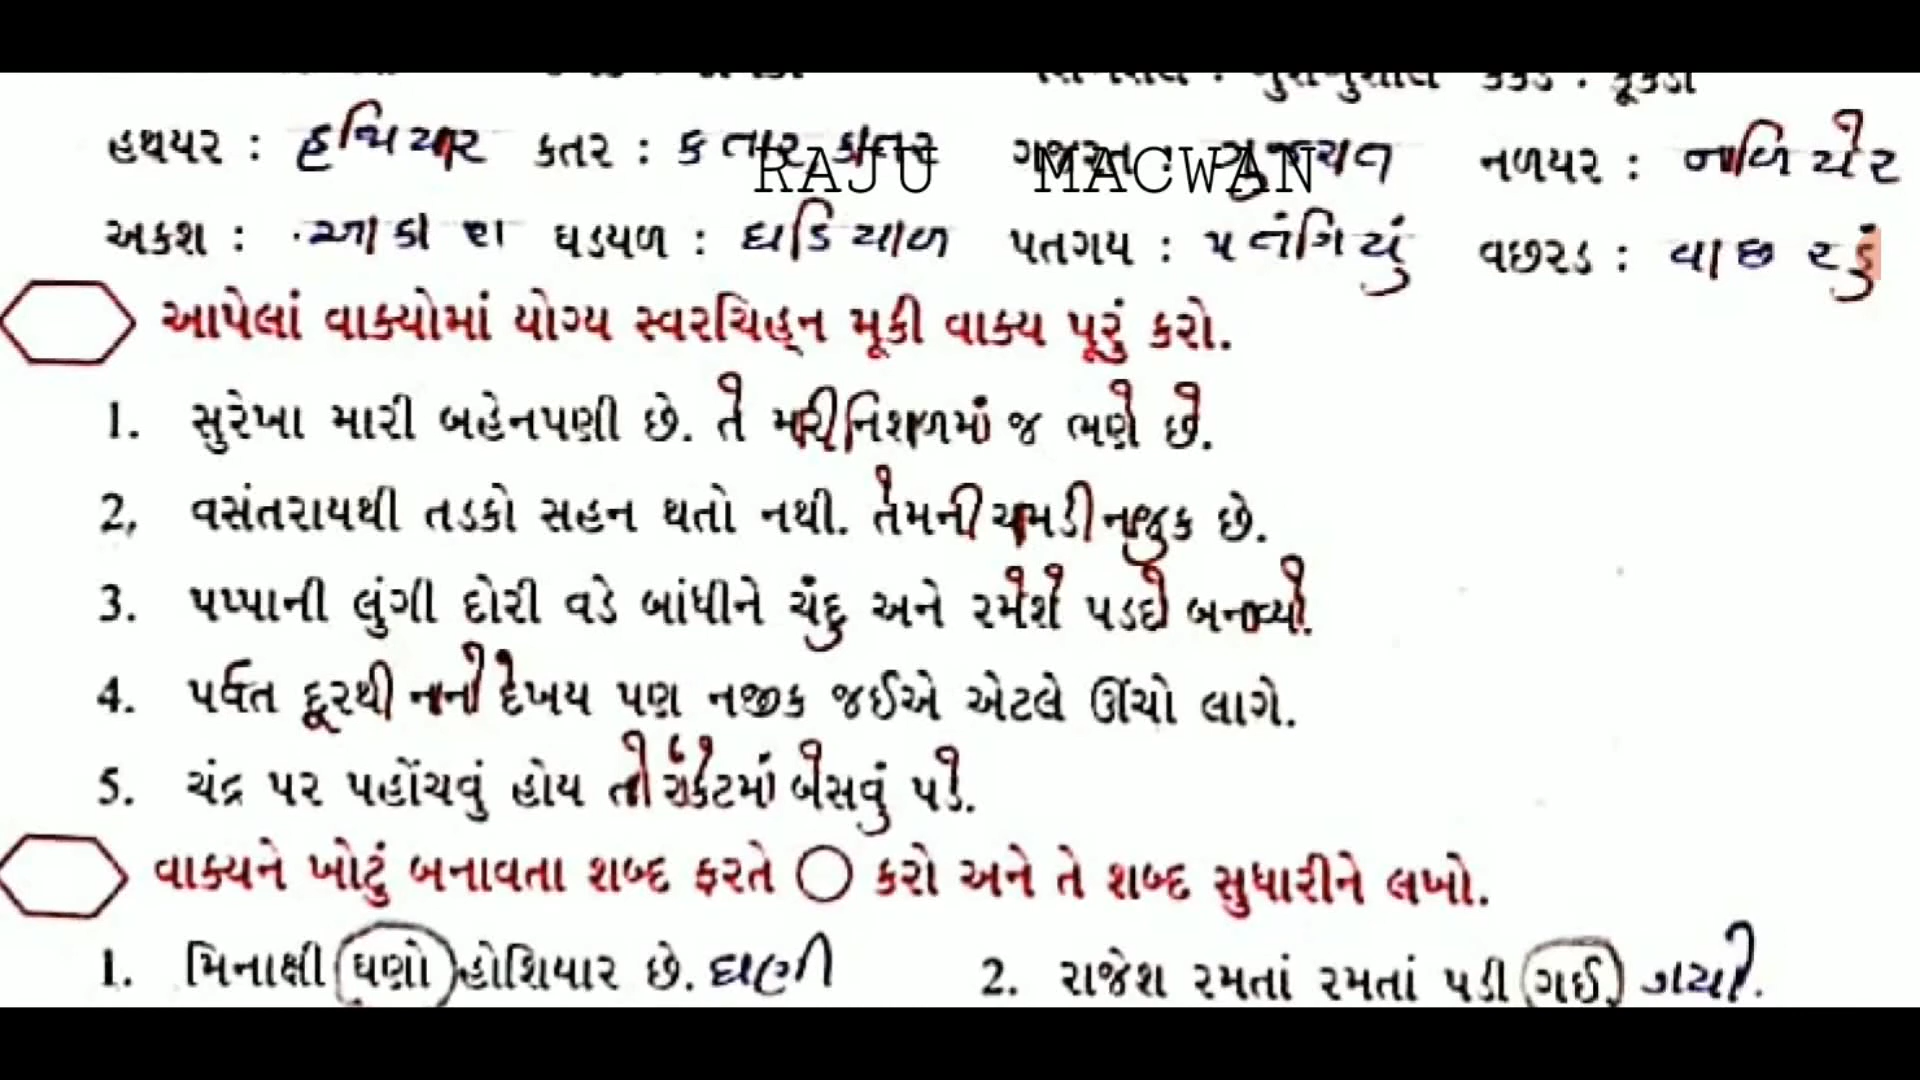 હથયર : હથિયાર કતર : કતાર કાતર ગજરત : ગુજરાત નળયર : નાળિયેર
RAJU MACWAN
અકશ : આકાશ ઘડયળ : ઘડિયાળ પતગય : પતંગિયું વછરડ : વાછરડું
આપેલાં વાક્યોમાં યોગ્ય સ્વરચિહ્ન મૂકી વાક્ય પૂરું કરો.
1. સુરેખા મારી બહેનપણી છે. તે મારી નિશાળમાં જ ભણે છે.
2. વસંતરાયથી તડકો સહન થતો નથી. તેમની ચામડી નાજુક છે.
3. પપ્પાની લુંગી દોરી વડે બાંધીને ચંદુ અને રમેશે પડદો બનાવ્યો.
4. પર્વત દૂરથી નાનો દેખય પણ નજીક જઈએ એટલે ઊંચો લાગે.
5. ચંદ્ર પર પહોંચવું હોય તો રૉકેટમાં બેસવું પડે.
વાક્યને ખોટું બનાવતા શબ્દ ફરતે ◯ કરો અને તે શબ્દ સુધારીને લખો.
1. મિનાક્ષી ઘણો હોશિયાર છે. ઘણી 2. રાજેશ રમતાં રમતાં પડી ગઈ. ગયો.